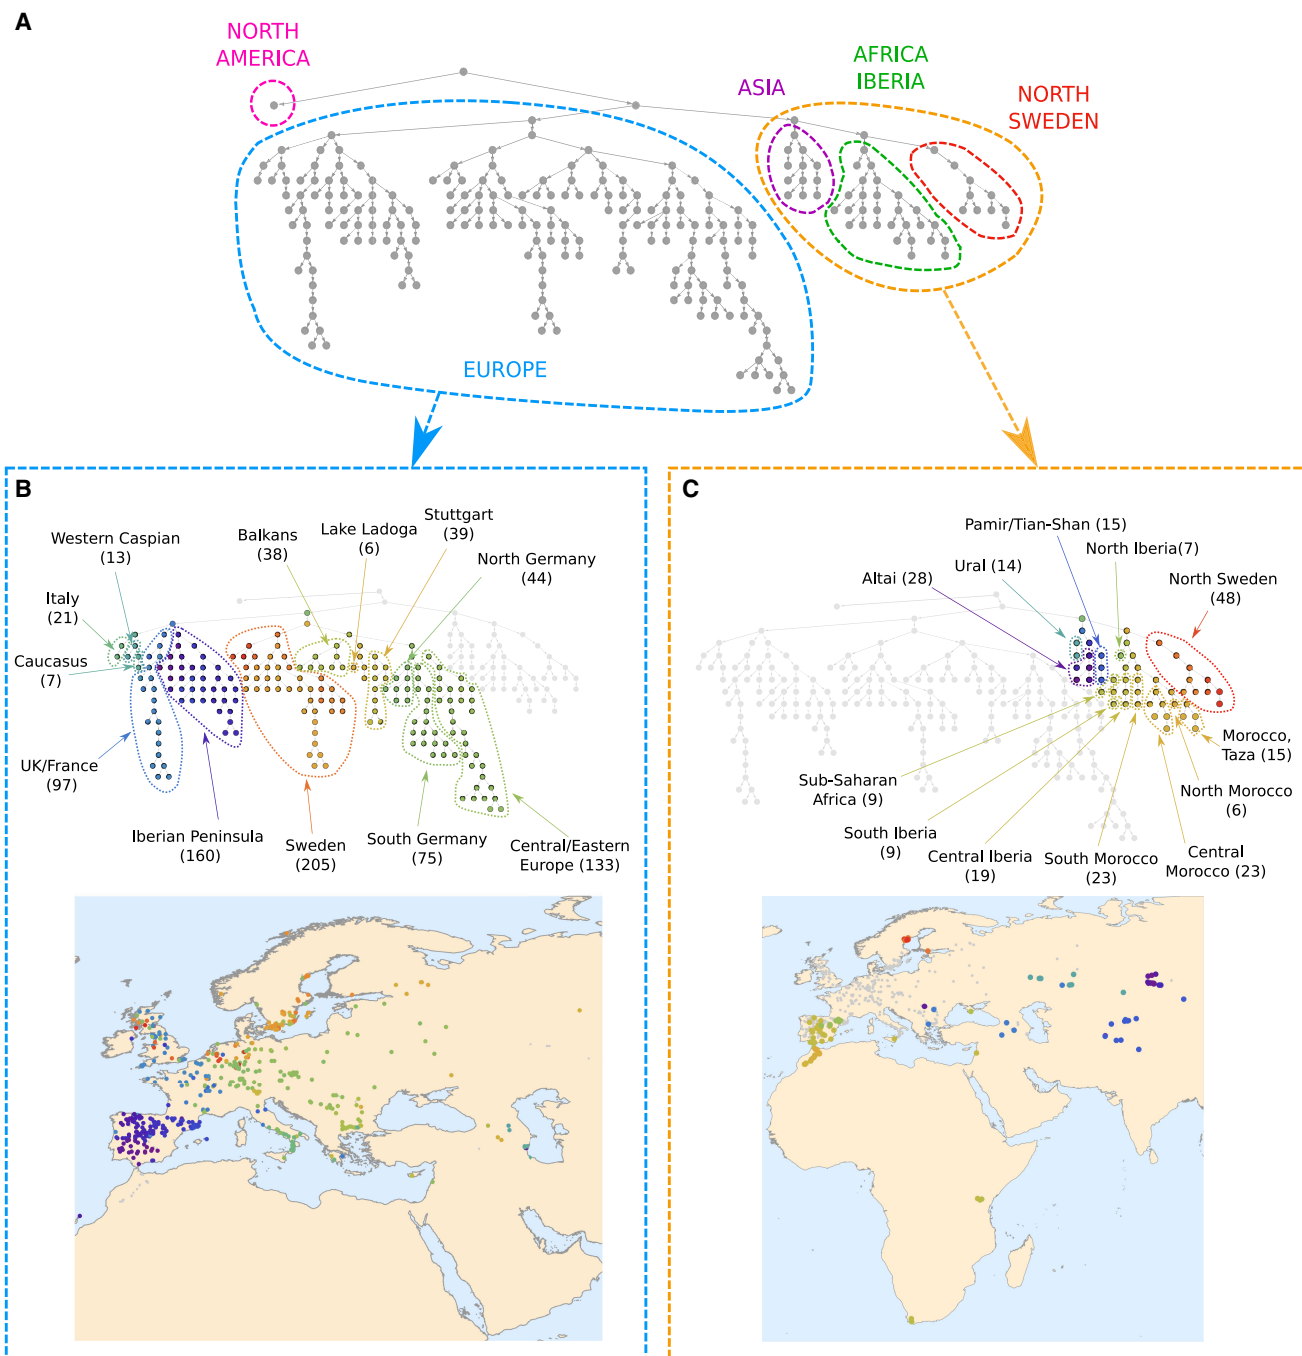 A
NORTH
AMERICA
ASIA
AFRICA
IBERIA
NORTH
SWEDEN
EUROPE
B
Western Caspian
(13)
Balkans
(38)
Lake Ladoga
(6)
Stuttgart
(39)
North Germany
(44)
Italy
(21)
Caucasus
(7)
UK/France
(97)
Iberian Peninsula
(160)
Sweden
(205)
South Germany
(75)
Central/Eastern
Europe (133)
C
Pamir/Tian-Shan (15)
North Iberia(7)
Ural (14)
Altai (28)
North Sweden
(48)
Morocco,
Taza (15)
Sub-Saharan
Africa (9)
North Morocco
(6)
South Iberia
(9)
Central Iberia
(19)
South Morocco
(23)
Central
Morocco (23)